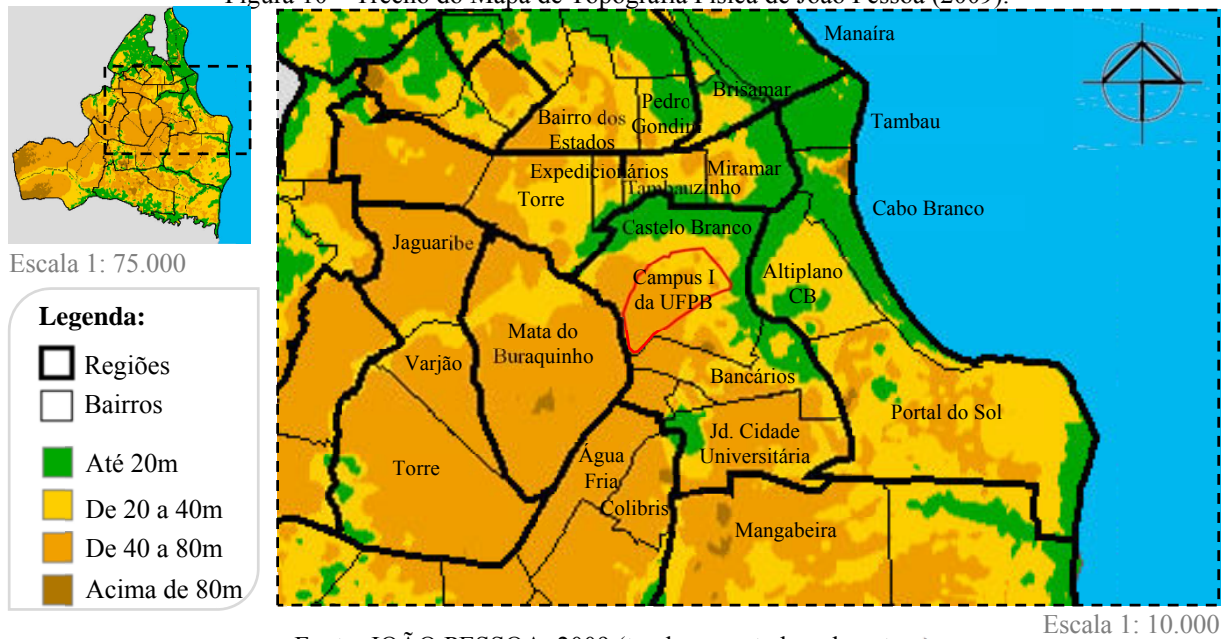 Figura 10 – Trecho do Mapa de Topografia Física de João Pessoa (2009).
Escala 1: 75.000
Legenda:
Regiões
Bairros
Até 20m
De 20 a 40m
De 40 a 80m
Acima de 80m
Manaíra
Brisamar
Pedro
Gondim
Bairro dos
Estados
Tambau
Expedicionários
Miramar
Tambauzinho
Torre
Cabo Branco
Castelo Branco
Jaguaribe
Altiplano
CB
Campus I
da UFPB
Mata do
Buraquinho
Varjão
Bancários
Portal do Sol
Jd. Cidade
Universitária
Torre
Água
Fria
Colibris
Mangabeira
Escala 1: 10.000
JOÃO PESSOA, 2009